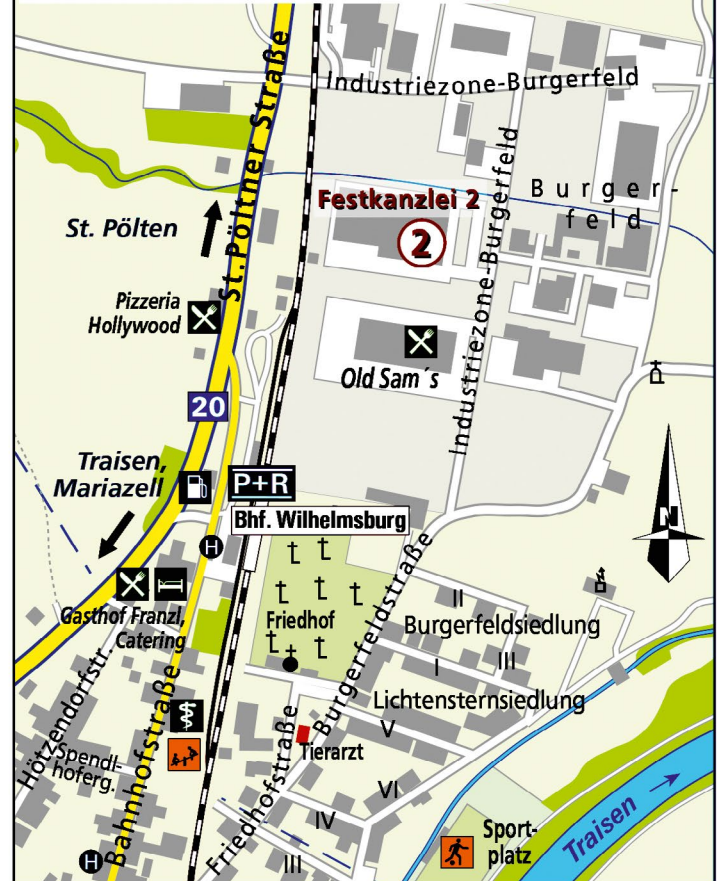 Industriezone-Burgerfeld
St. Pöltner Straße
Industriezone-Burgerfeld
Burger-
feld
Festkanzlei 2
2
St. Pölten
Pizzeria
Hollywood
Old Sam´s
20
Traisen,
Mariazell
P+R
Bhf. Wilhelmsburg
N
H
Gasthof Franzl,
Catering
Friedhof
Burgerfeldstraße
II
Burgerfeldsiedlung
I
III
Lichtensternsiedlung
V
Hötzendorfstr.
Bahnhofstraße
Spendl-
hoferg.
Tierarzt
Friedhofstraße
VI
IV
III
H
Sport-
platz
Traisen